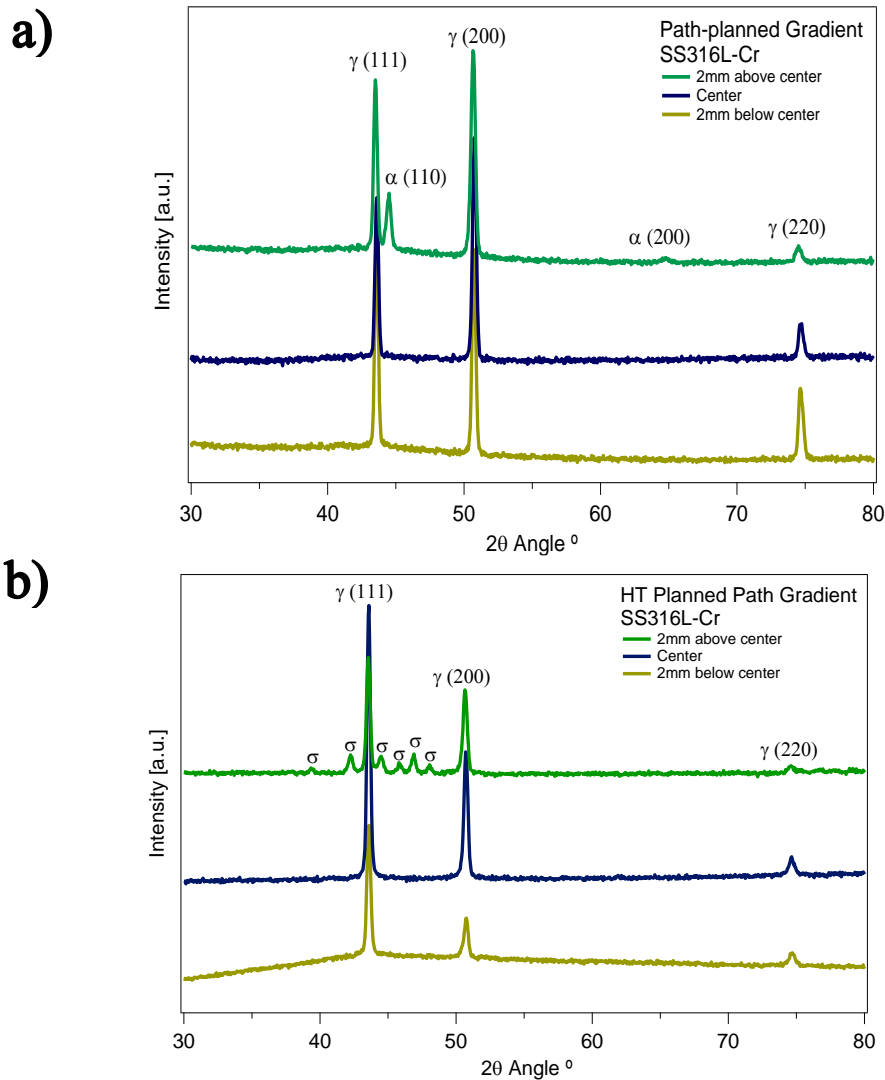 a)
Path-planned Gradient
SS316L-Cr
2mm above center
Center
2mm below center
γ (111)
γ (200)
α (110)
α (200)
γ (220)
Intensity [a.u.]
30 40 50 60 70 80
2θ Angle º
b)
HT Planned Path Gradient
SS316L-Cr
2mm above center
Center
2mm below center
γ (111)
γ (200)
σ σ σ σ σ σ
γ (220)
Intensity [a.u.]
30 40 50 60 70 80
2θ Angle º